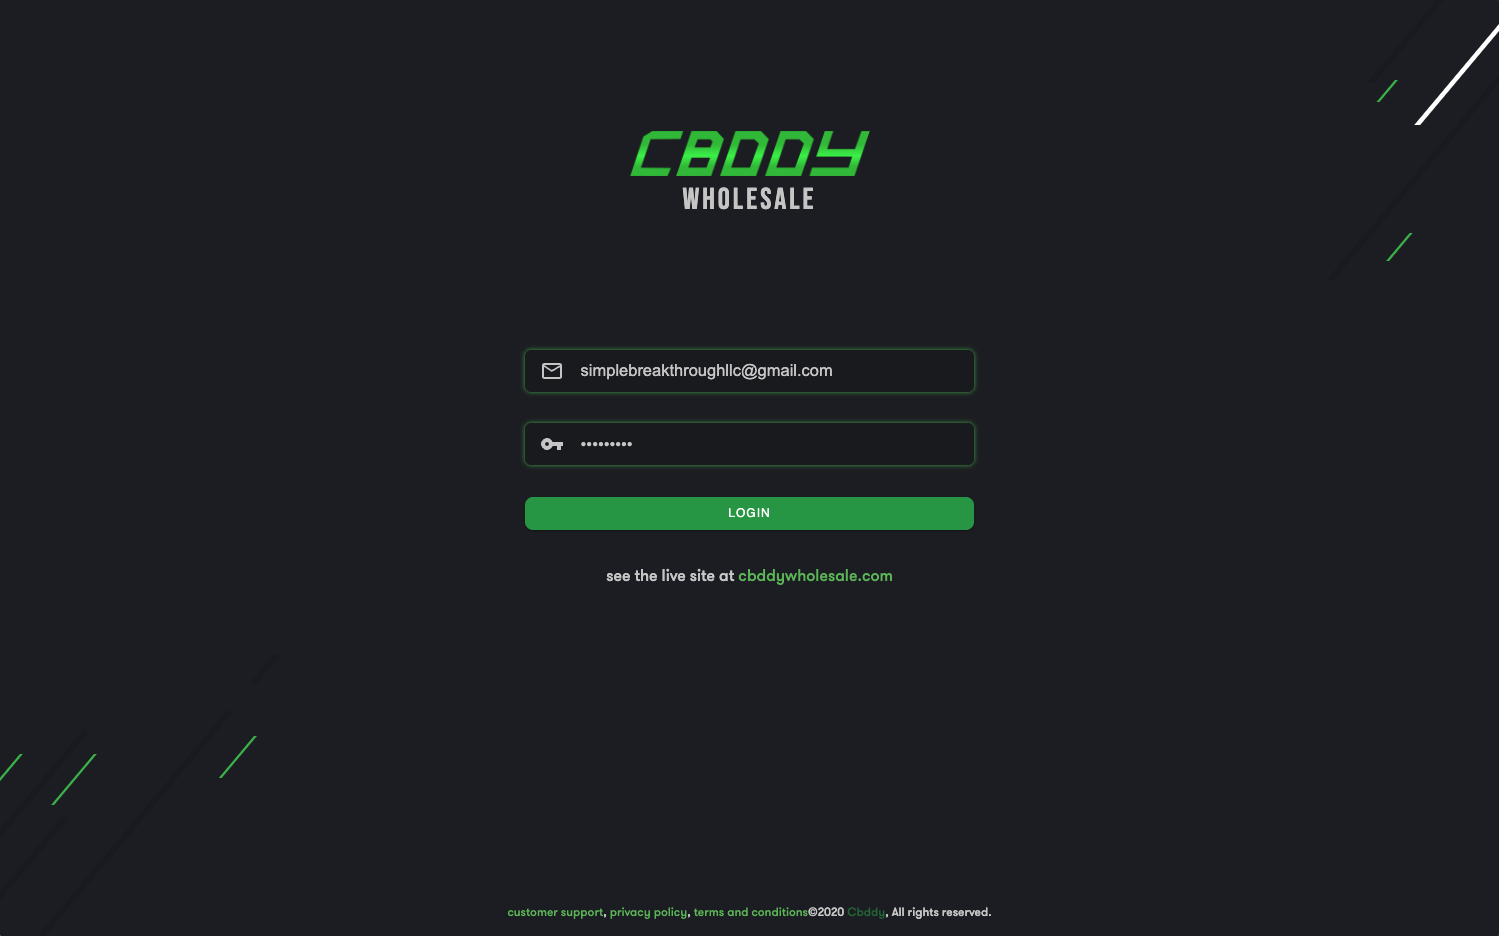 CBDDY
WHOLESALE
simplebreakthroughllc@gmail.com
•••••••••
LOGIN
see the live site at cbddywholesale.com
customer support, privacy policy, terms and conditions©2020 Cbddy, All rights reserved.